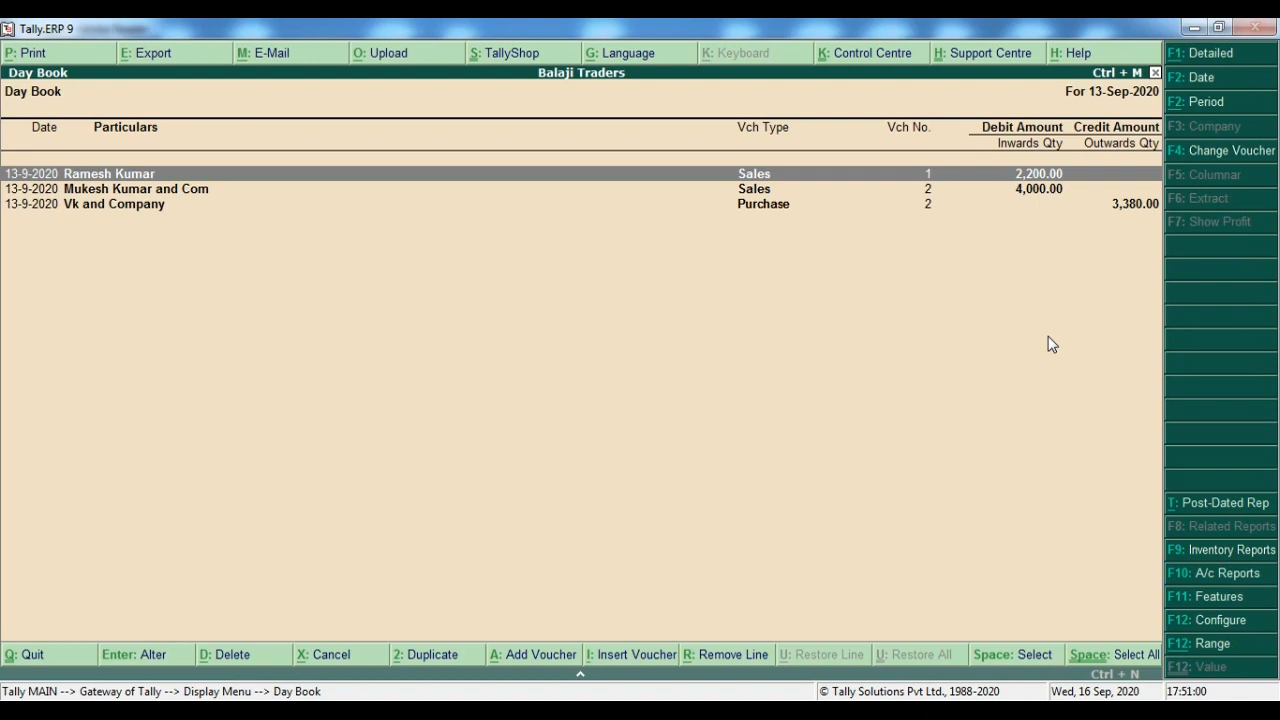 Tally.ERP 9
P: Print E: Export M: E-Mail O: Upload S: TallyShop G: Language K: Keyboard K: Control Centre H: Support Centre H: Help
Day Book Balaji Traders Ctrl + M
Day Book For 13-Sep-2020
Date Particulars Vch Type Vch No. Debit Amount Credit Amount
Inwards Qty Outwards Qty
13-9-2020 Ramesh Kumar Sales 1 2,200.00
13-9-2020 Mukesh Kumar and Com Sales 2 4,000.00
13-9-2020 Vk and Company Purchase 2 3,380.00
F1: Detailed
F2: Date
F2: Period
F3: Company
F4: Change Voucher
F5: Columnar
F6: Extract
F7: Show Profit
T: Post-Dated Rep
F8: Related Reports
F9: Inventory Reports
F10: A/c Reports
F11: Features
F12: Configure
F12: Range
F12: Value
Q: Quit Enter: Alter D: Delete X: Cancel 2: Duplicate A: Add Voucher I: Insert Voucher R: Remove Line U: Restore Line U: Restore All Space: Select Space: Select All
Ctrl + N
Tally MAIN --> Gateway of Tally --> Display Menu --> Day Book © Tally Solutions Pvt Ltd., 1988-2020 Wed, 16 Sep, 2020 17:51:00